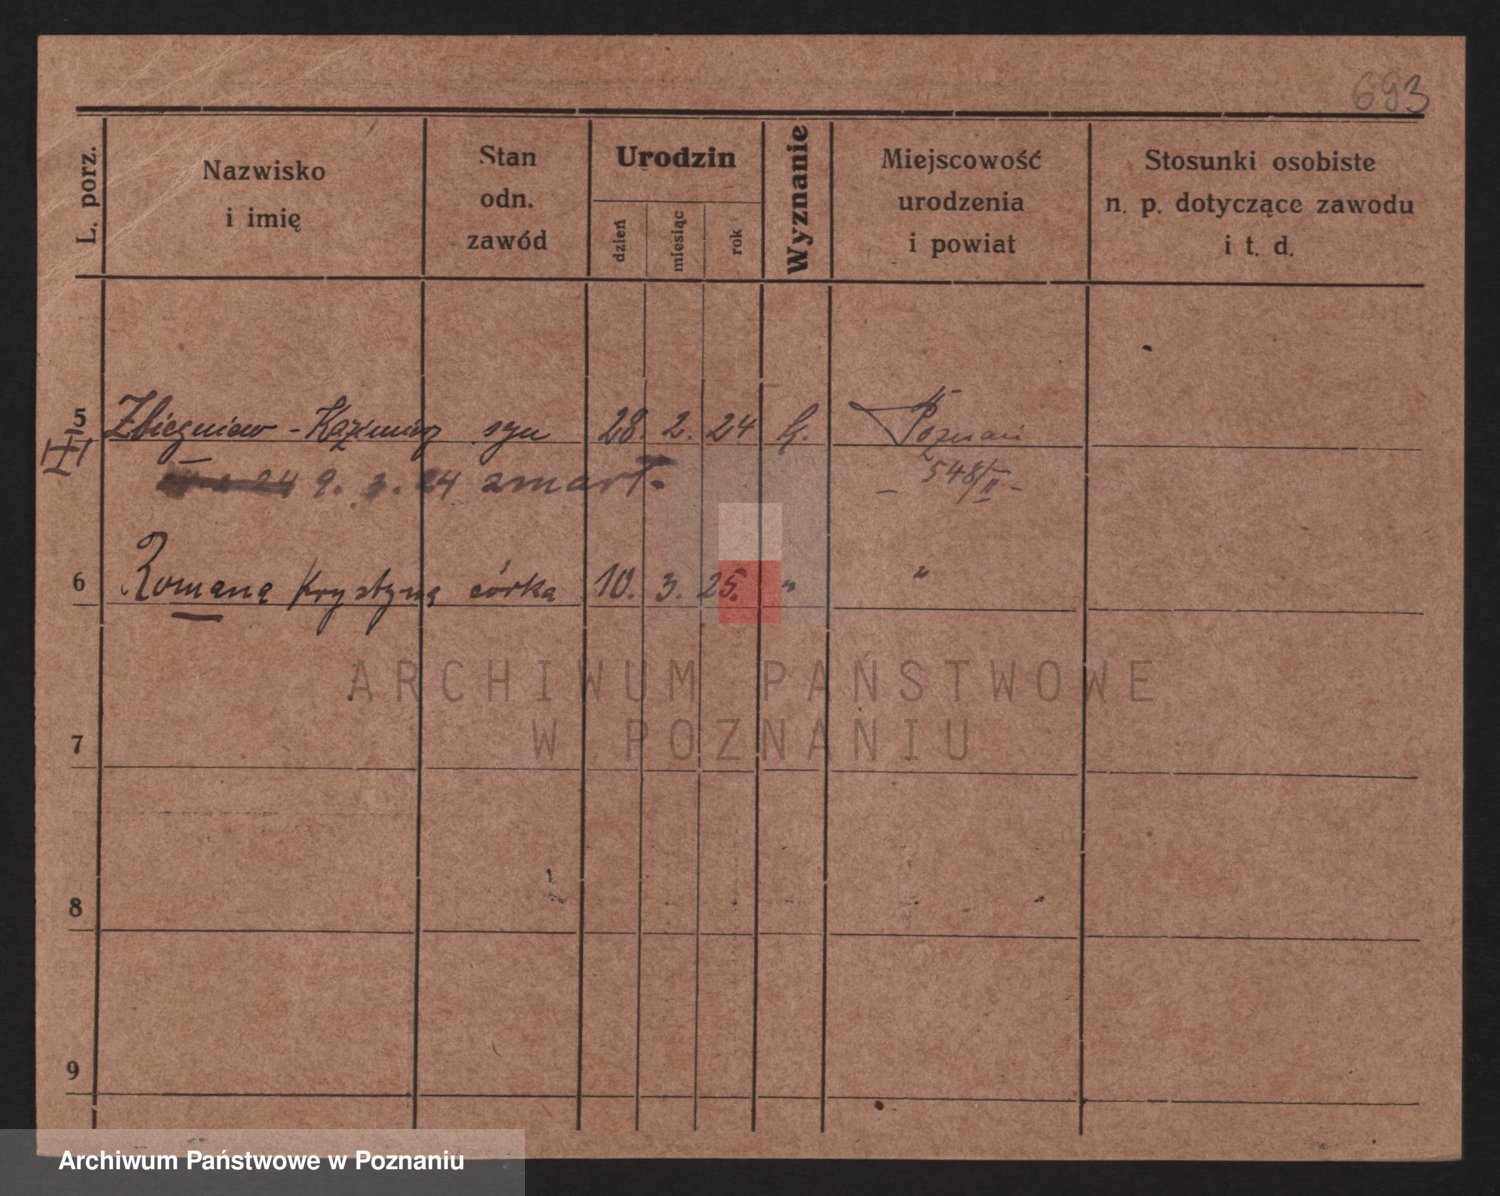 693
L. porz.
Nazwisko
i imię
Stan
odn.
zawód
Urodzin
dzień
miesiąc
rok
Wyznanie
Miejscowość
urodzenia
i powiat
Stosunki osobiste
n. p. dotyczące zawodu
i t. d.
5 Zbigniew - Kazimierz syn 28. 2. 24 k. Poznań
9. 3. 24 zmarł. - 548/II -
6 Romana Krystyna córka 10. 3. 25. " "
ARCHIWUM PAŃSTWOWE
W POZNANIU
7
8
9
Archiwum Państwowe w Poznaniu